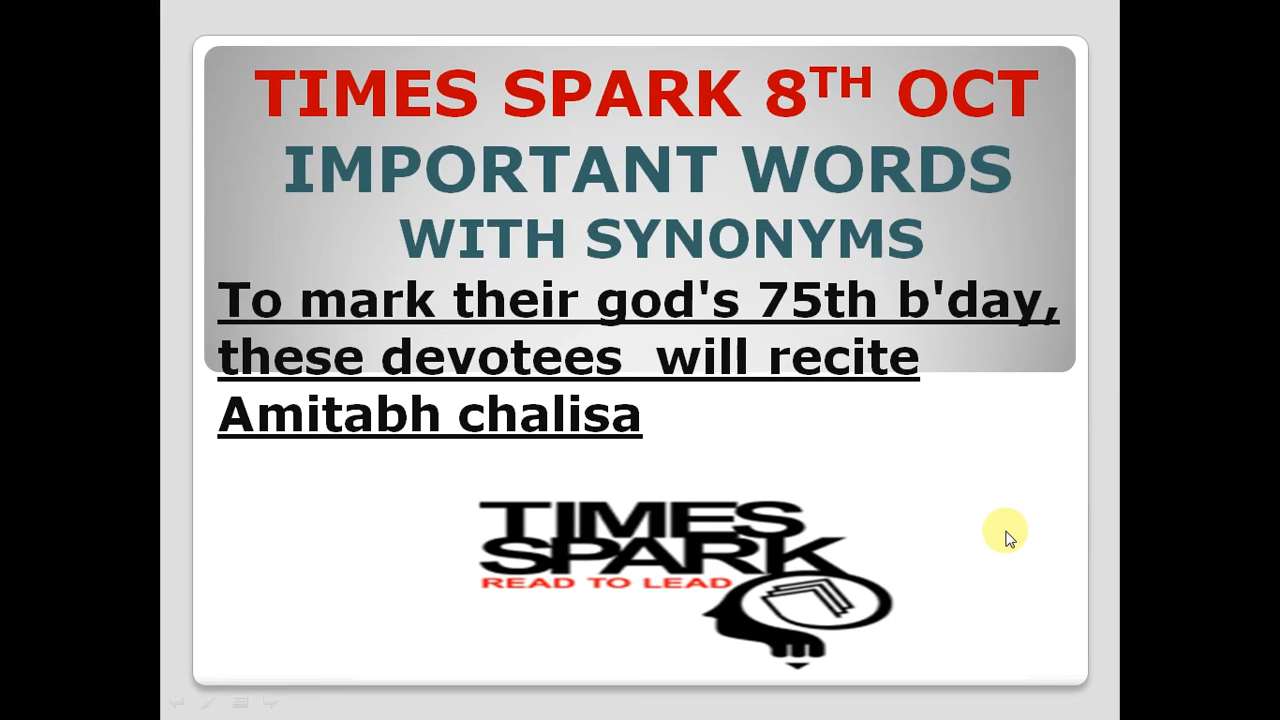 TIMES SPARK 8TH OCT
IMPORTANT WORDS
WITH SYNONYMS
To mark their god's 75th b'day,
these devotees will recite
Amitabh chalisa
TIMES
SPARK
READ TO LEAD